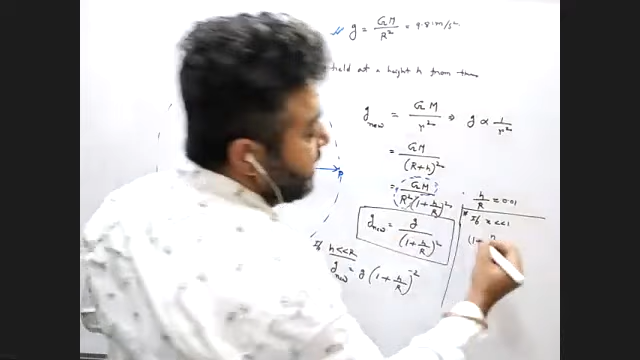 g = GM/R² = 9.81 m/s²
field at a height h from the
g_new = GM/r² ⇒ g ∝ 1/r²
= GM/(R+h)²
= GM/R²(1+h/R)²
g_new = g/(1+h/R)²
If h<<R
g_new = g(1+h/R)⁻²
h/R = 0.01
* If x<<1
(1+
P